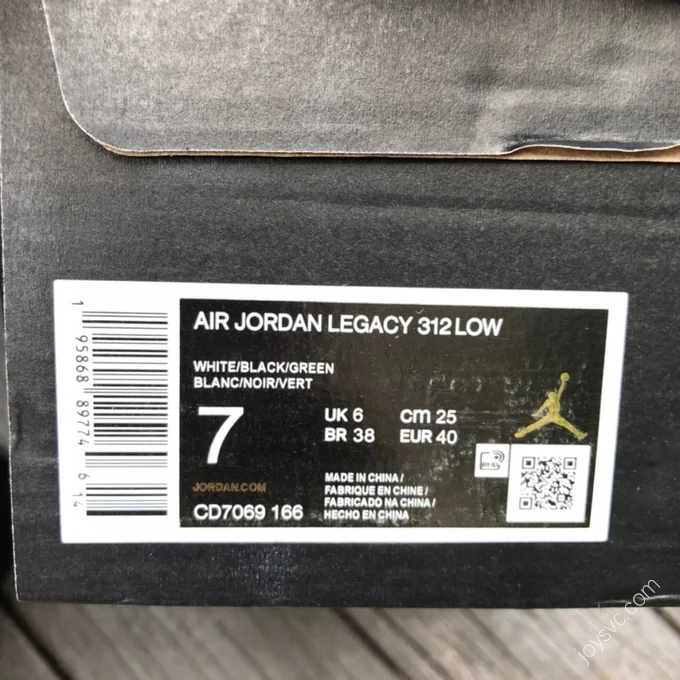 AIR JORDAN LEGACY 312 LOW
WHITE/BLACK/GREEN
BLANC/NOIR/VERT
7
UK 6 cm 25
BR 38 EUR 40
JORDAN.COM
CD7069 166
MADE IN CHINA /
FABRIQUE EN CHINE /
FABRICADO NA CHINA /
HECHO EN CHINA
RFID
1 95868 89774 6 14
joysvc.com